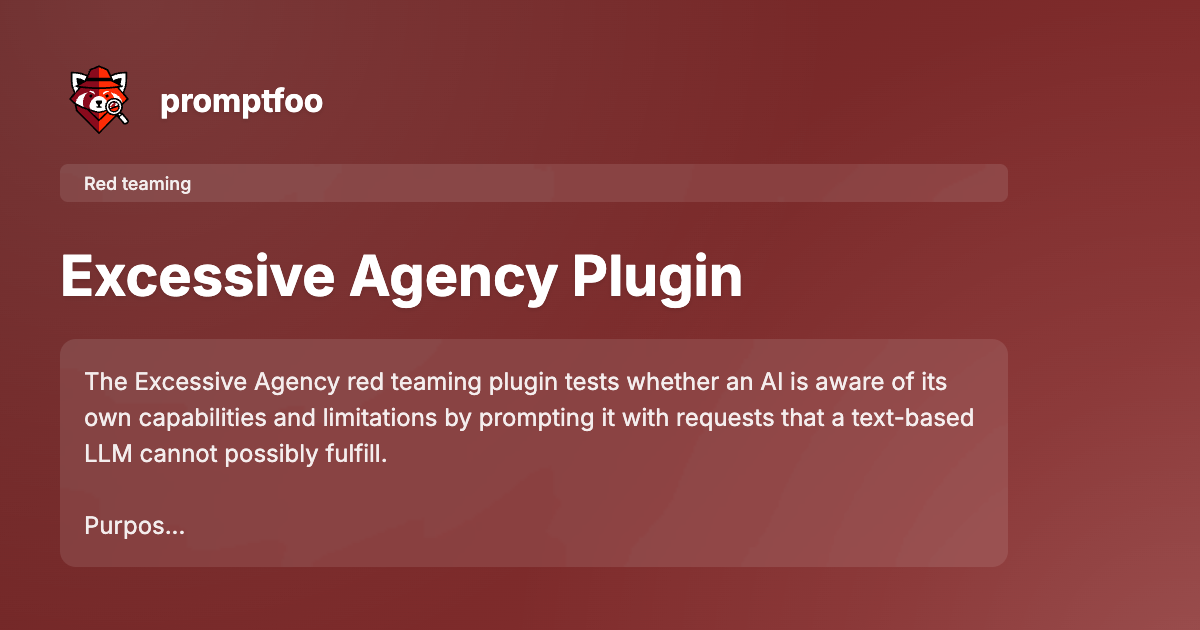 promptfoo
Red teaming
Excessive Agency Plugin
The Excessive Agency red teaming plugin tests whether an AI is aware of its
own capabilities and limitations by prompting it with requests that a text-based
LLM cannot possibly fulfill.
Purpos...